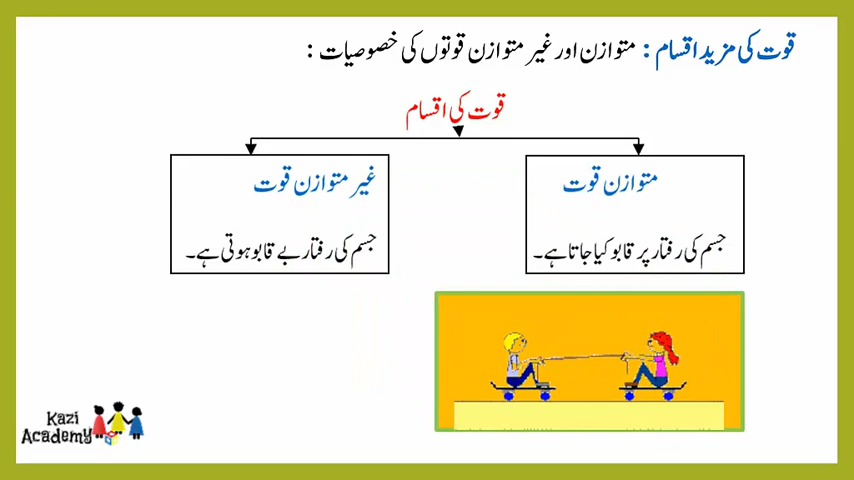 قوت کی مزید اقسام : متوازن اور غیر متوازن قوتوں کی خصوصیات :
قوت کی اقسام
متوازن قوت
جسم کی رفتار پر قابو کیا جاتا ہے۔
غیر متوازن قوت
جسم کی رفتار بے قابو ہوتی ہے۔
Kazi
Academy